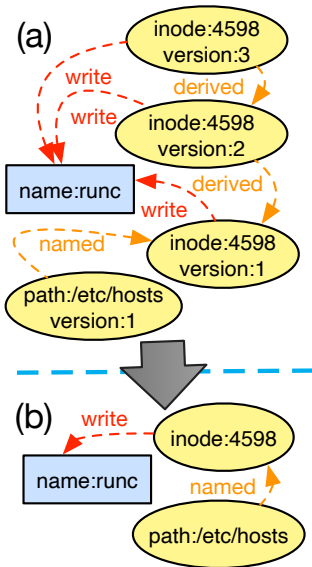 (a)
inode:4598
version:3
write
derived
write
inode:4598
version:2
name:runc
derived
write
named
inode:4598
version:1
path:/etc/hosts
version:1
(b)
write
inode:4598
name:runc
named
path:/etc/hosts